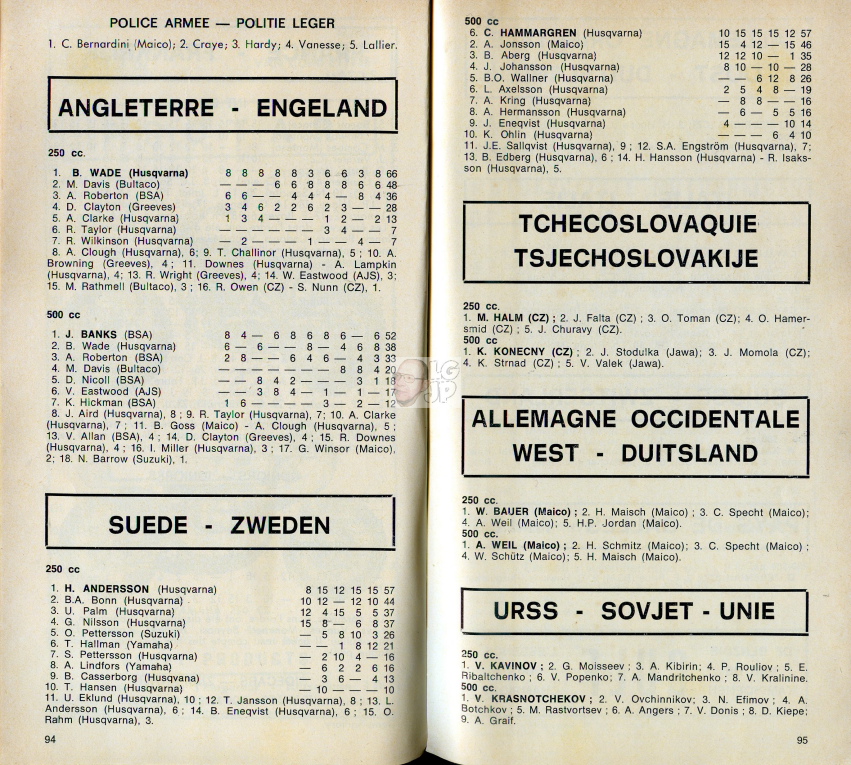 POLICE ARMEE — POLITIE LEGER
1. C. Bernardini (Maico); 2. Craye; 3. Hardy; 4. Vanesse; 5. Lallier.
ANGLETERRE - ENGELAND
250 cc.
1. B. WADE (Husqvarna) 8 8 8 8 8 3 6 6 3 8 66
2. M. Davis (Bultaco) — — — 6 6 8 8 8 6 6 48
3. A. Roberton (BSA) 6 6 — — 4 4 4 — 8 4 36
4. D. Clayton (Greeves) 3 4 6 2 2 6 2 3 — — 28
5. A. Clarke (Husqvarna) 1 3 4 — — — 1 2 — 2 13
6. R. Taylor (Husqvarna) — — — — — — 3 4 — — 7
7. R. Wilkinson (Husqvarna) — 2 — — — 1 — — 4 — 7
8. A. Clough (Husqvarna), 6; 9. T. Challinor (Husqvarna), 5 ; 10. A.
Browning (Greeves), 4 ; 11. Downes (Husqvarna) - A. Lampkin
(Husqvarna), 4; 13. R. Wright (Greeves), 4; 14. W. Eastwood (AJS), 3;
15. M. Rathmell (Bultaco), 3 ; 16. R. Owen (CZ) - S. Nunn (CZ), 1.
500 cc
1. J. BANKS (BSA) 8 4 — 6 8 6 8 6 — 6 52
2. B. Wade (Husqvarna) 6 — 6 — — 8 — 4 6 8 38
3. A. Roberton (BSA) 2 8 — — 6 4 6 — 4 3 33
4. M. Davis (Bultaco) — — — — — — — 8 8 4 20
5. D. Nicoll (BSA) — — 8 4 2 — — — 3 1 18
6. V. Eastwood (AJS) — — 3 8 4 — 1 — 1 — 17
7. K. Hickman (BSA) 1 6 — — — — 3 — 2 — 12
8. J. Aird (Husqvarna), 8 ; 9. R. Taylor (Husqvarna), 7; 10. A. Clarke
(Husqvarna), 7 ; 11. B. Goss (Maico) - A. Clough (Husqvarna), 5 ;
13. V. Allan (BSA), 4 ; 14. D. Clayton (Greeves), 4 ; 15. R. Downes
(Husqvarna), 4 ; 16. I. Miller (Husqvarna), 3 ; 17. G. Winsor (Maico),
2; 18. N. Barrow (Suzuki), 1.
SUEDE - ZWEDEN
250 cc
1. H. ANDERSSON (Husqvarna) 8 15 12 15 15 57
2. B.A. Bonn (Husqvarna) 10 12 — 12 10 44
3. U. Palm (Husqvarna) 12 4 15 5 5 37
4. G. Nilsson (Husqvarna) 15 8 — 6 8 37
5. O. Pettersson (Suzuki) — 5 8 10 3 26
6. T. Hallman (Yamaha) — — 1 8 12 21
7. S. Pettersson (Husqvarna) — 2 10 4 — 16
8. A. Lindfors (Yamaha) — 6 2 2 6 16
9. B. Casserborg (Husqvana) — 3 6 — 4 13
10. T. Hansen (Husqvarna) — 10 — — — 10
11. U. Eklund (Husqvarna), 10 ; 12. T. Jansson (Husqvarna), 8 ; 13. L.
Andersson (Husqvarna), 6 ; 14. B. Eneqvist (Husqvarna), 6 ; 15. O.
Rahm (Husqvarna), 3.
94
500 cc
6. C. HAMMARGREN (Husqvarna) 10 15 15 15 12 57
2. A. Jonsson (Maico) 15 4 12 — 15 46
3. B. Aberg (Husqvarna) 12 12 10 — 1 35
4. J. Johansson (Husqvarna) 8 10 — 10 — 28
5. B.O. Wallner (Husqvarna) — — 6 12 8 26
6. L. Axelsson (Husqvarna) 2 5 4 8 — 19
7. A. Kring (Husqvarna) — 8 8 — — 16
8. A. Hermansson (Husqvarna) — 6 — 5 5 16
9. J. Eneqvist (Husqvarna) 4 — — — 10 14
10. K. Ohlin (Husqvarna) — — — 6 4 10
11. J.E. Sallqvist (Husqvarna), 9 ; 12. S.A. Engström (Husqvarna), 7;
13. B. Edberg (Husqvarna), 6 ; 14. H. Hansson (Husqvarna) - R. Isaks-
son (Husqvarna), 5.
TCHECOSLOVAQUIE
TSJECHOSLOVAKIJE
250 cc.
1. M. HALM (CZ) ; 2. J. Falta (CZ) ; 3. O. Toman (CZ); 4. O. Hamer-
smid (CZ) ; 5. J. Churavy (CZ).
500 cc
1. K. KONECNY (CZ) ; 2. J. Stodulka (Jawa); 3. J. Momola (CZ);
4. K. Strnad (CZ) ; 5. V. Valek (Jawa).
ALLEMAGNE OCCIDENTALE
WEST - DUITSLAND
250 cc.
1. W. BAUER (Maico) ; 2. H. Maisch (Maico) ; 3. C. Specht (Maico);
4. A. Weil (Maico); 5. H.P. Jordan (Maico).
500 cc.
1. A. WEIL (Maico) ; 2. H. Schmitz (Maico); 3. C. Specht (Maico) ;
4. W. Schütz (Maico); 5. H. Maisch (Maico).
URSS - SOVJET - UNIE
250 cc.
1. V. KAVINOV ; 2. G. Moisseev ; 3. A. Kibirin; 4. P. Rouliov ; 5. E.
Ribaltchenko ; 6. V. Popenko; 7. A. Mandritchenko ; 8. V. Kralinine.
500 cc.
1. V. KRASNOTCHEKOV ; 2. V. Ovchinnikov; 3. N. Efimov ; 4. A.
Botchkov ; 5. M. Rastvortsev ; 6. A. Angers ; 7. V. Donis ; 8. D. Kiepe;
9. A. Graif.
95
LG
JP